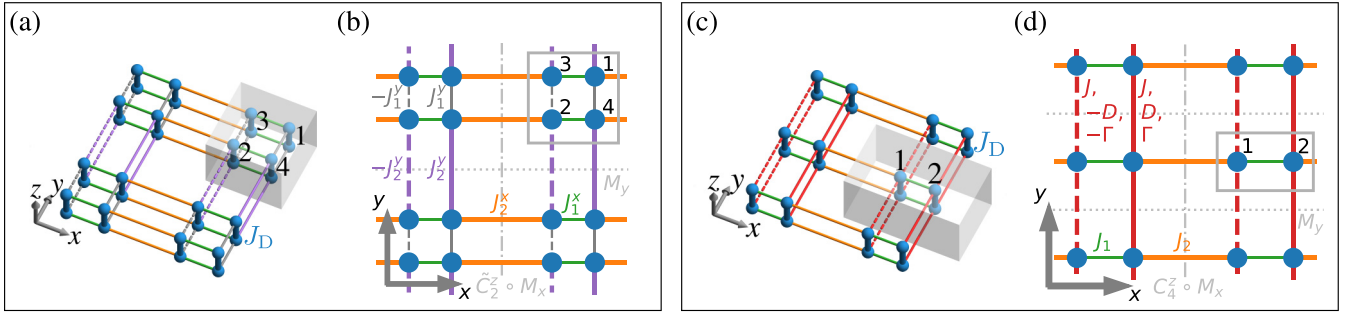 (a)
3
1
2
4
J_D
z
y
x
(b)
3
1
2
4
-J_1^y
J_1^y
-J_2^y
J_2^y
M_y
J_2^x
J_1^x
y
x
C̃_2^z ∘ M_x
(c)
J_D
1
2
z
y
x
(d)
J,
-D,
-Γ
J,
D,
Γ
1
2
M_y
y
J_1
J_2
x
C_4^z ∘ M_x